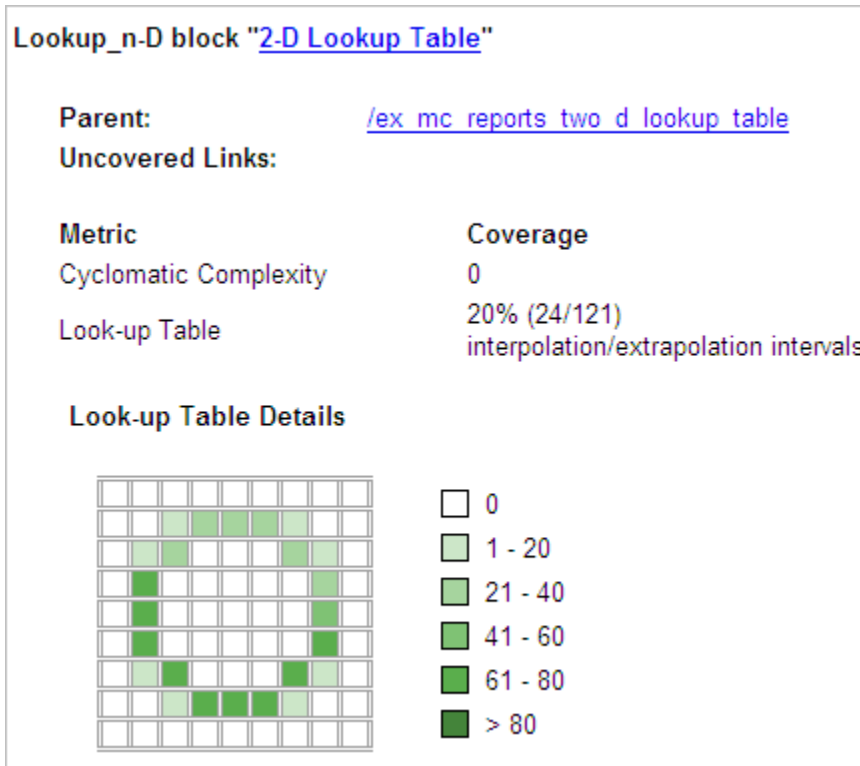 Lookup_n-D block "2-D Lookup Table"
Parent: /ex_mc_reports_two_d_lookup_table
Uncovered Links:
Metric Coverage
Cyclomatic Complexity 0
Look-up Table 20% (24/121)
interpolation/extrapolation intervals
Look-up Table Details
0
1 - 20
21 - 40
41 - 60
61 - 80
> 80